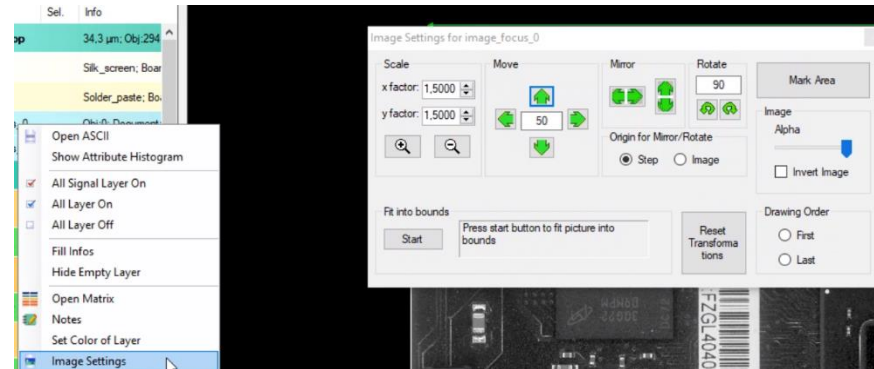 Sel. Info
34,3 µm; Obj:294
Silk_screen; Boar
Solder_paste; Bo
Open ASCII
Show Attribute Histogram
All Signal Layer On
All Layer On
All Layer Off
Fill Infos
Hide Empty Layer
Open Matrix
Notes
Set Color of Layer
Image Settings
Image Settings for image_focus_0
Scale
x factor: 1,5000
y factor: 1,5000
Move
50
Mirror
Rotate
90
Origin for Mirror/Rotate
Step Image
Mark Area
Image
Alpha
Invert Image
Fit into bounds
Start
Press start button to fit picture into
bounds
Reset
Transforma
tions
Drawing Order
First
Last
FZGL4040